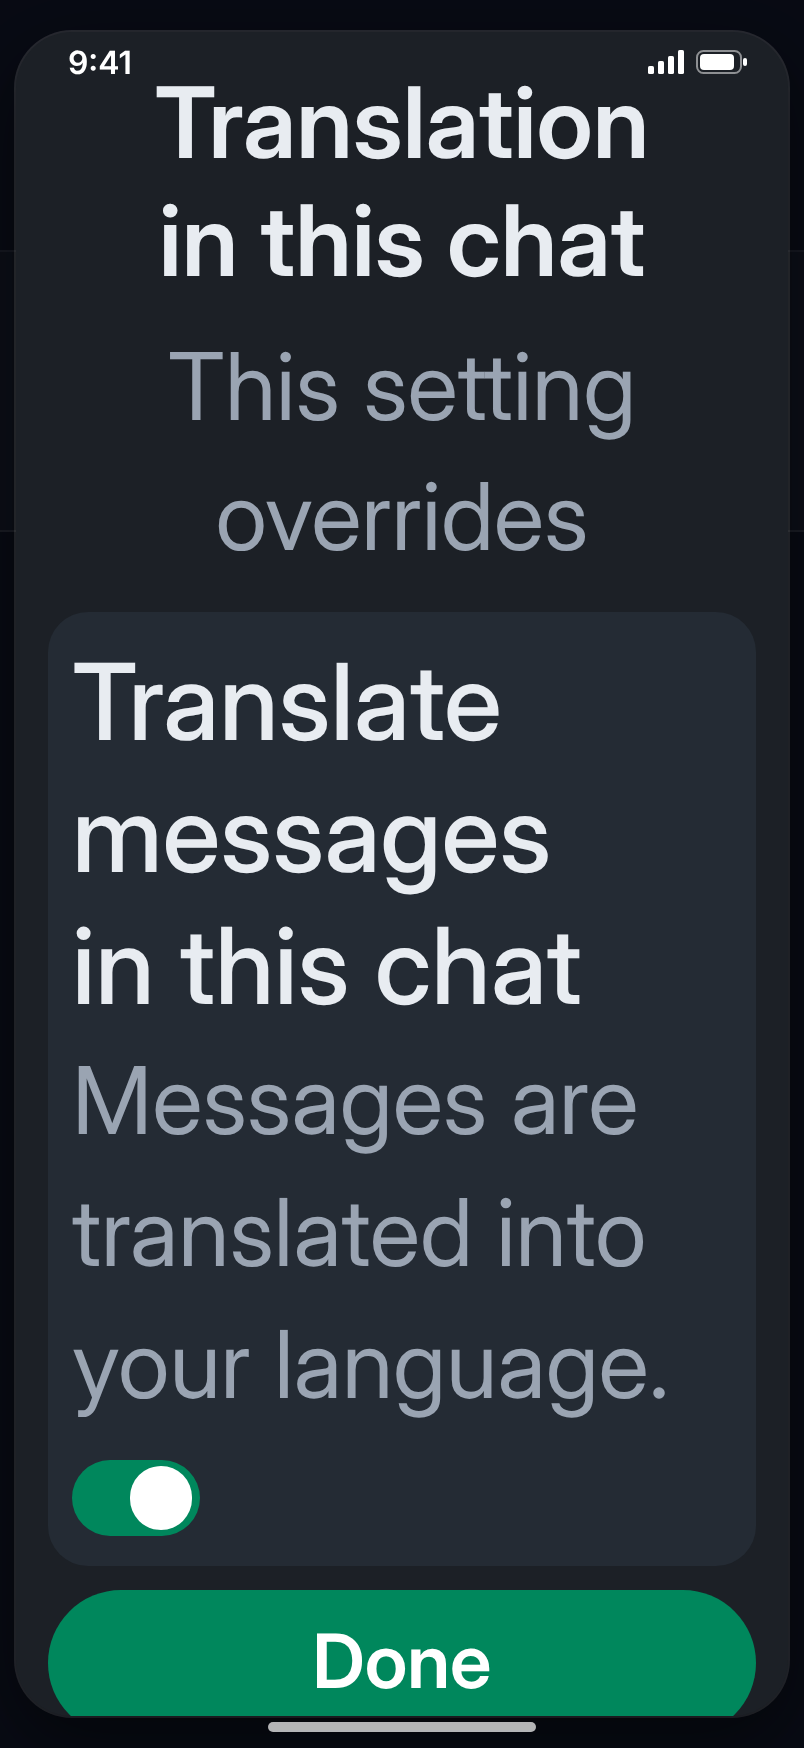 9:41
Translation
in this chat
This setting
overrides
Translate
messages
in this chat
Messages are
translated into
your language.
Done